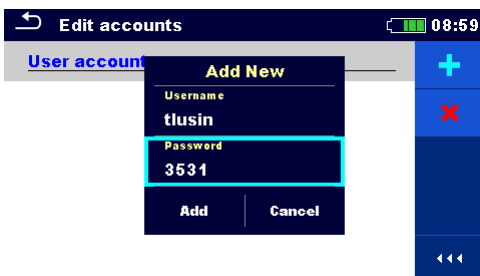 Edit accounts 08:59
User account
Add New
Username
tlusin
Password
3531
Add Cancel